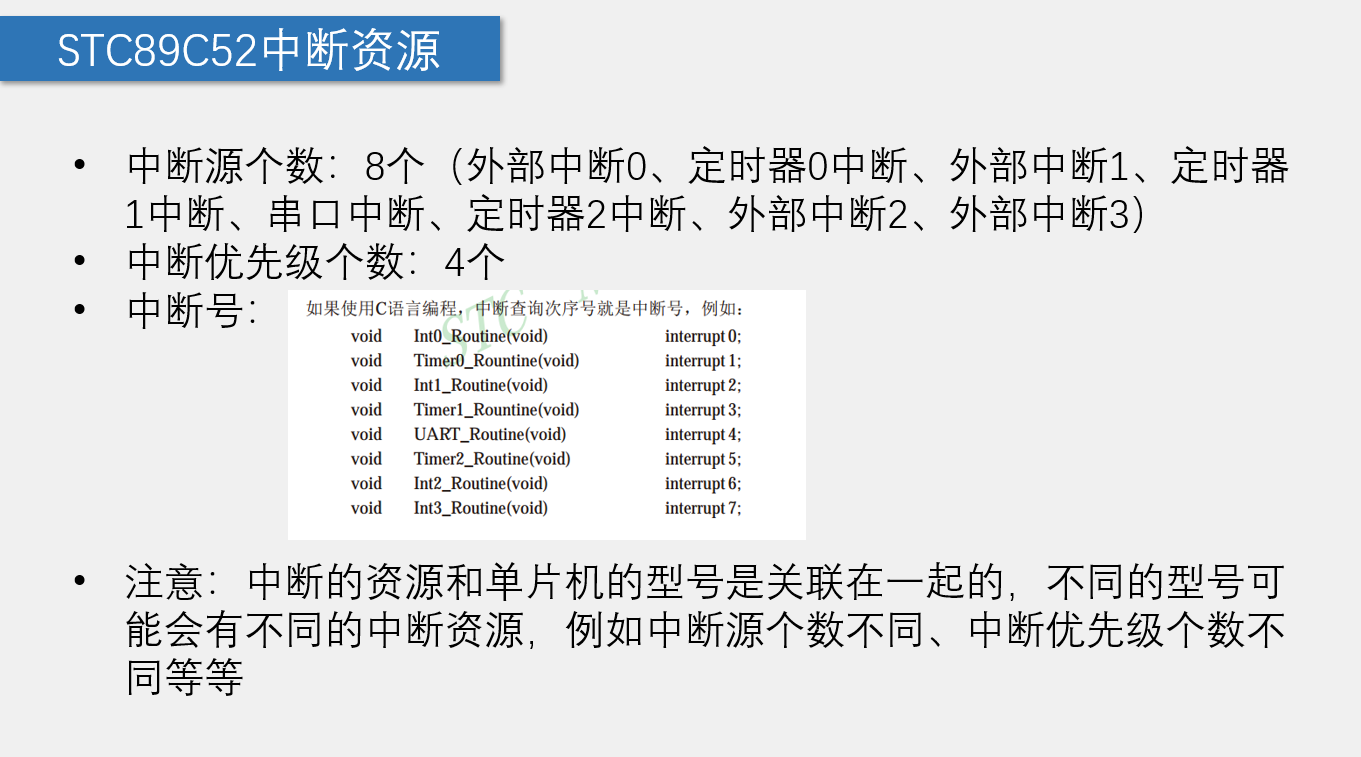 STC89C52中断资源
• 中断源个数：8个（外部中断0、定时器0中断、外部中断1、定时器
1中断、串口中断、定时器2中断、外部中断2、外部中断3）
• 中断优先级个数：4个
• 中断号：
如果使用C语言编程，中断查询次序号就是中断号，例如：
void Int0_Routine(void) interrupt 0;
void Timer0_Rountine(void) interrupt 1;
void Int1_Routine(void) interrupt 2;
void Timer1_Rountine(void) interrupt 3;
void UART_Routine(void) interrupt 4;
void Timer2_Routine(void) interrupt 5;
void Int2_Routine(void) interrupt 6;
void Int3_Routine(void) interrupt 7;
STC
• 注意：中断的资源和单片机的型号是关联在一起的，不同的型号可
能会有不同的中断资源，例如中断源个数不同、中断优先级个数不
同等等